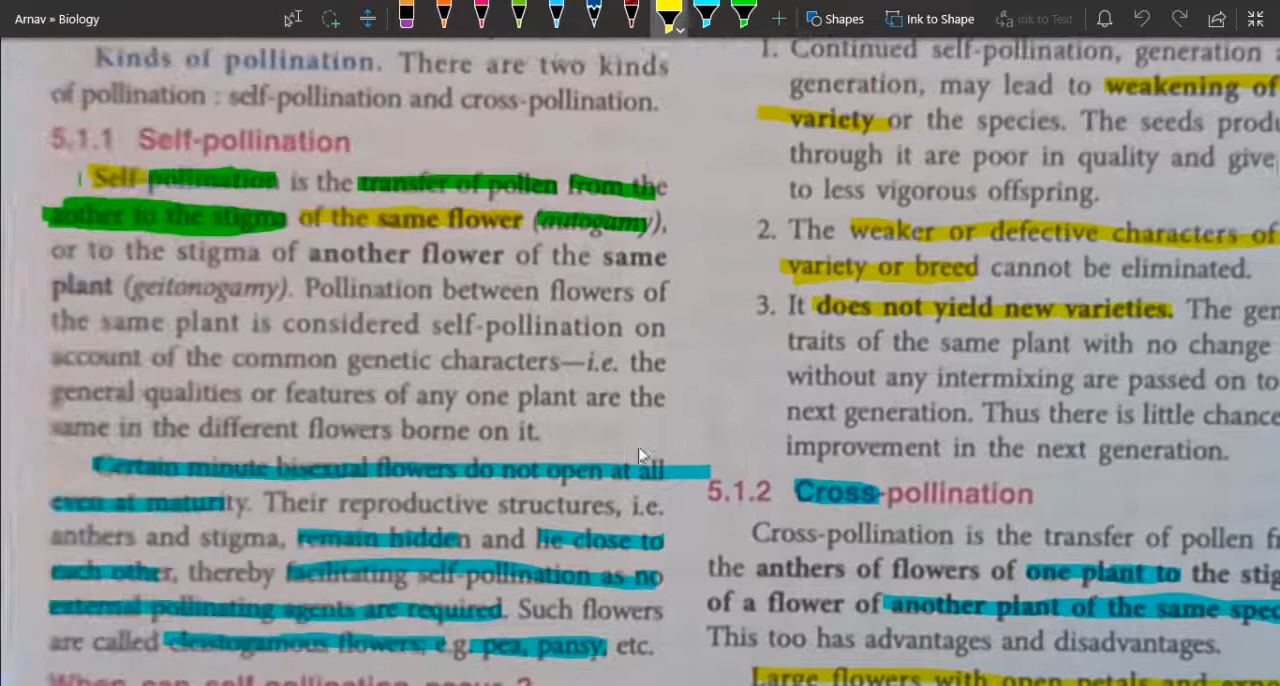 Arnav » Biology
Shapes
Ink to Shape
Ink to Text
Kinds of pollination. There are two kinds
of pollination : self-pollination and cross-pollination.
5.1.1 Self-pollination
Self pollination is the transfer of pollen from the
anther to the stigma of the same flower (autogamy),
or to the stigma of another flower of the same
plant (geitonogamy). Pollination between flowers of
the same plant is considered self-pollination on
account of the common genetic characters—i.e. the
general qualities or features of any one plant are the
same in the different flowers borne on it.
Certain minute bisexual flowers do not open at all
even at maturity. Their reproductive structures, i.e.
anthers and stigma, remain hidden and lie close to
each other, thereby facilitating self-pollination as no
external pollinating agents are required. Such flowers
are called cleistogamous flowers, e.g. pea, pansy, etc.
When can self-pollination occur ?
1. Continued self-pollination, generation
generation, may lead to weakening of
variety or the species. The seeds
through it are poor in quality and give
to less vigorous offspring.
2. The weaker or defective characters of
variety or breed cannot be eliminated.
3. It does not yield new varieties. The
traits of the same plant with no change
without any intermixing are passed on to
next generation. Thus there is little
improvement in the next generation.
5.1.2 Cross-pollination
Cross-pollination is the transfer of pollen
the anthers of flowers of one plant to the
of a flower of another plant of the same
This too has advantages and disadvantages.
Large flowers with open petals and